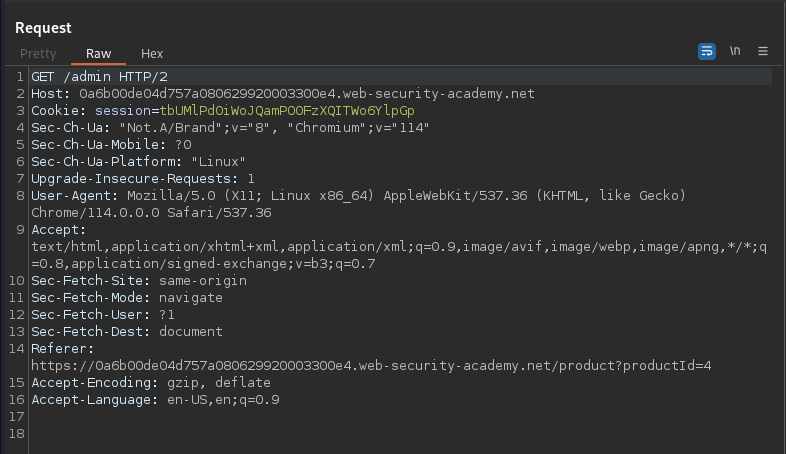 Request
Pretty Raw Hex
\n
1 GET /admin HTTP/2
2 Host: 0a6b00de04d757a080629920003300e4.web-security-academy.net
3 Cookie: session=tbUMlPd0iWoJQamPO0FzXQITWo6YlpGp
4 Sec-Ch-Ua: "Not.A/Brand";v="8", "Chromium";v="114"
5 Sec-Ch-Ua-Mobile: ?0
6 Sec-Ch-Ua-Platform: "Linux"
7 Upgrade-Insecure-Requests: 1
8 User-Agent: Mozilla/5.0 (X11; Linux x86_64) AppleWebKit/537.36 (KHTML, like Gecko)
Chrome/114.0.0.0 Safari/537.36
9 Accept:
text/html,application/xhtml+xml,application/xml;q=0.9,image/avif,image/webp,image/apng,*/*;q
=0.8,application/signed-exchange;v=b3;q=0.7
10 Sec-Fetch-Site: same-origin
11 Sec-Fetch-Mode: navigate
12 Sec-Fetch-User: ?1
13 Sec-Fetch-Dest: document
14 Referer:
https://0a6b00de04d757a080629920003300e4.web-security-academy.net/product?productId=4
15 Accept-Encoding: gzip, deflate
16 Accept-Language: en-US,en;q=0.9
17
18